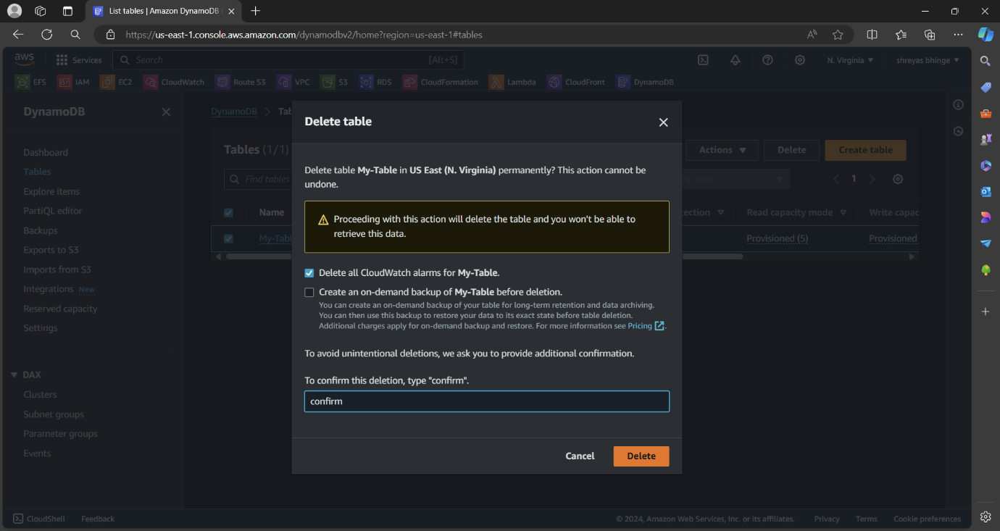 List tables | Amazon DynamoDB
https://us-east-1.console.aws.amazon.com/dynamodbv2/home?region=us-east-1#tables
aws
Services
Search
[Alt+S]
N. Virginia
shreyas bhinge
EFS
IAM
EC2
CloudWatch
Route 53
VPC
S3
RDS
CloudFormation
Lambda
CloudFront
DynamoDB
DynamoDB
Dashboard
Tables
Explore items
PartiQL editor
Backups
Exports to S3
Imports from S3
Integrations New
Reserved capacity
Settings
DAX
Clusters
Subnet groups
Parameter groups
Events
DynamoDB > Tab
Tables (1/1)
Actions
Delete
Create table
Find tables
value
1
Name
ection
Read capacity mode
Write capac
My-Tabl
Provisioned (5)
Provisioned
Delete table
Delete table My-Table in US East (N. Virginia) permanently? This action cannot be
undone.
Proceeding with this action will delete the table and you won't be able to
retrieve this data.
Delete all CloudWatch alarms for My-Table.
Create an on-demand backup of My-Table before deletion.
You can create an on-demand backup of your table for long-term retention and data archiving.
You can then use this backup to restore your data to its exact state before table deletion.
Additional charges apply for on-demand backup and restore. For more information see Pricing.
To avoid unintentional deletions, we ask you to provide additional confirmation.
To confirm this deletion, type "confirm".
confirm
Cancel
Delete
CloudShell
Feedback
© 2024, Amazon Web Services, Inc. or its affiliates.
Privacy
Terms
Cookie preferences